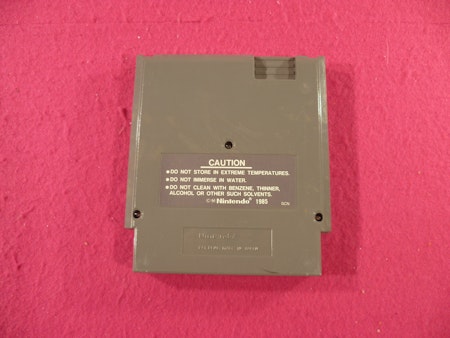 CAUTION
●DO NOT STORE IN EXTREME TEMPERATURES.
●DO NOT IMMERSE IN WATER.
●DO NOT CLEAN WITH BENZENE, THINNER,
ALCOHOL OR OTHER SUCH SOLVENTS.
©M Nintendo® 1985
Nintendo